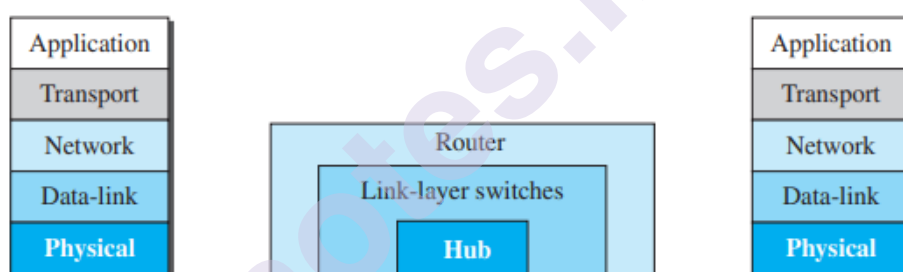 Application
Transport
Network
Data-link
Physical
Router
Link-layer switches
Hub
Application
Transport
Network
Data-link
Physical